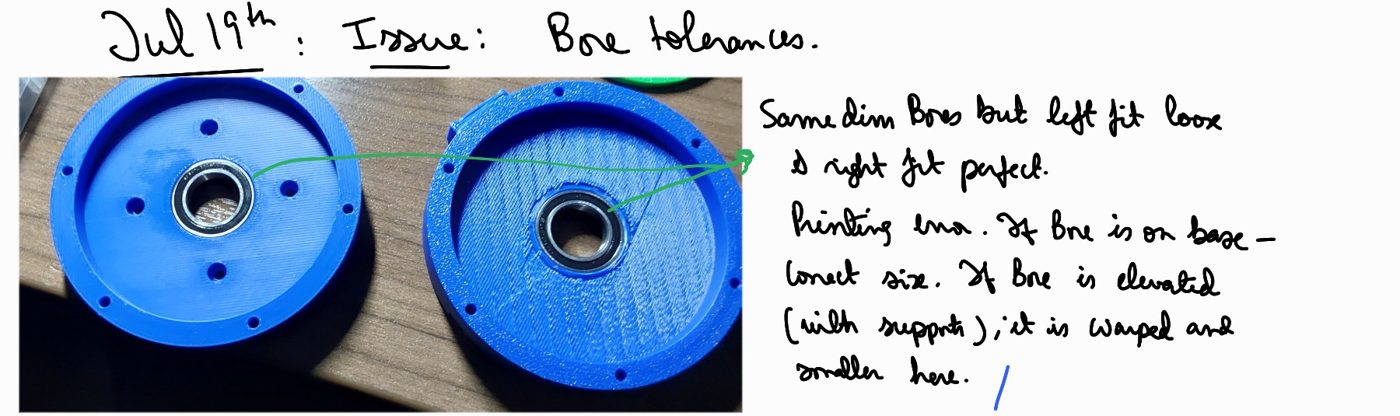 Jul 19th : Issue : Bore tolerances.
Same dim Bores but left fit loose
& right fit perfect.
Printing error. If Bore is on base –
correct size. If Bore is elevated
(with supports), it is warped and
smaller here.